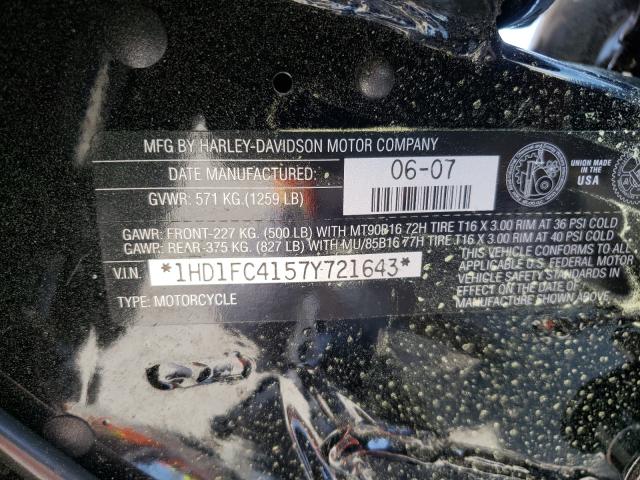 MFG BY HARLEY-DAVIDSON MOTOR COMPANY
DATE MANUFACTURED:
06-07
GVWR: 571 KG.(1259 LB)
UNION MADE
IN THE
USA
GAWR: FRONT-227 KG. (500 LB) WITH MT90B16 72H TIRE T16 X 3.00 RIM AT 36 PSI COLD
GAWR: REAR-375 KG. (827 LB) WITH MU/85B16 77H TIRE T16 X 3.00 RIM AT 40 PSI COLD
V.I.N.
*1HD1FC4157Y721643*
THIS VEHICLE CONFORMS TO ALL
APPLICABLE U.S. FEDERAL MOTOR
VEHICLE SAFETY STANDARDS
IN EFFECT ON THE DATE OF
MANUFACTURE SHOWN ABOVE.
TYPE: MOTORCYCLE